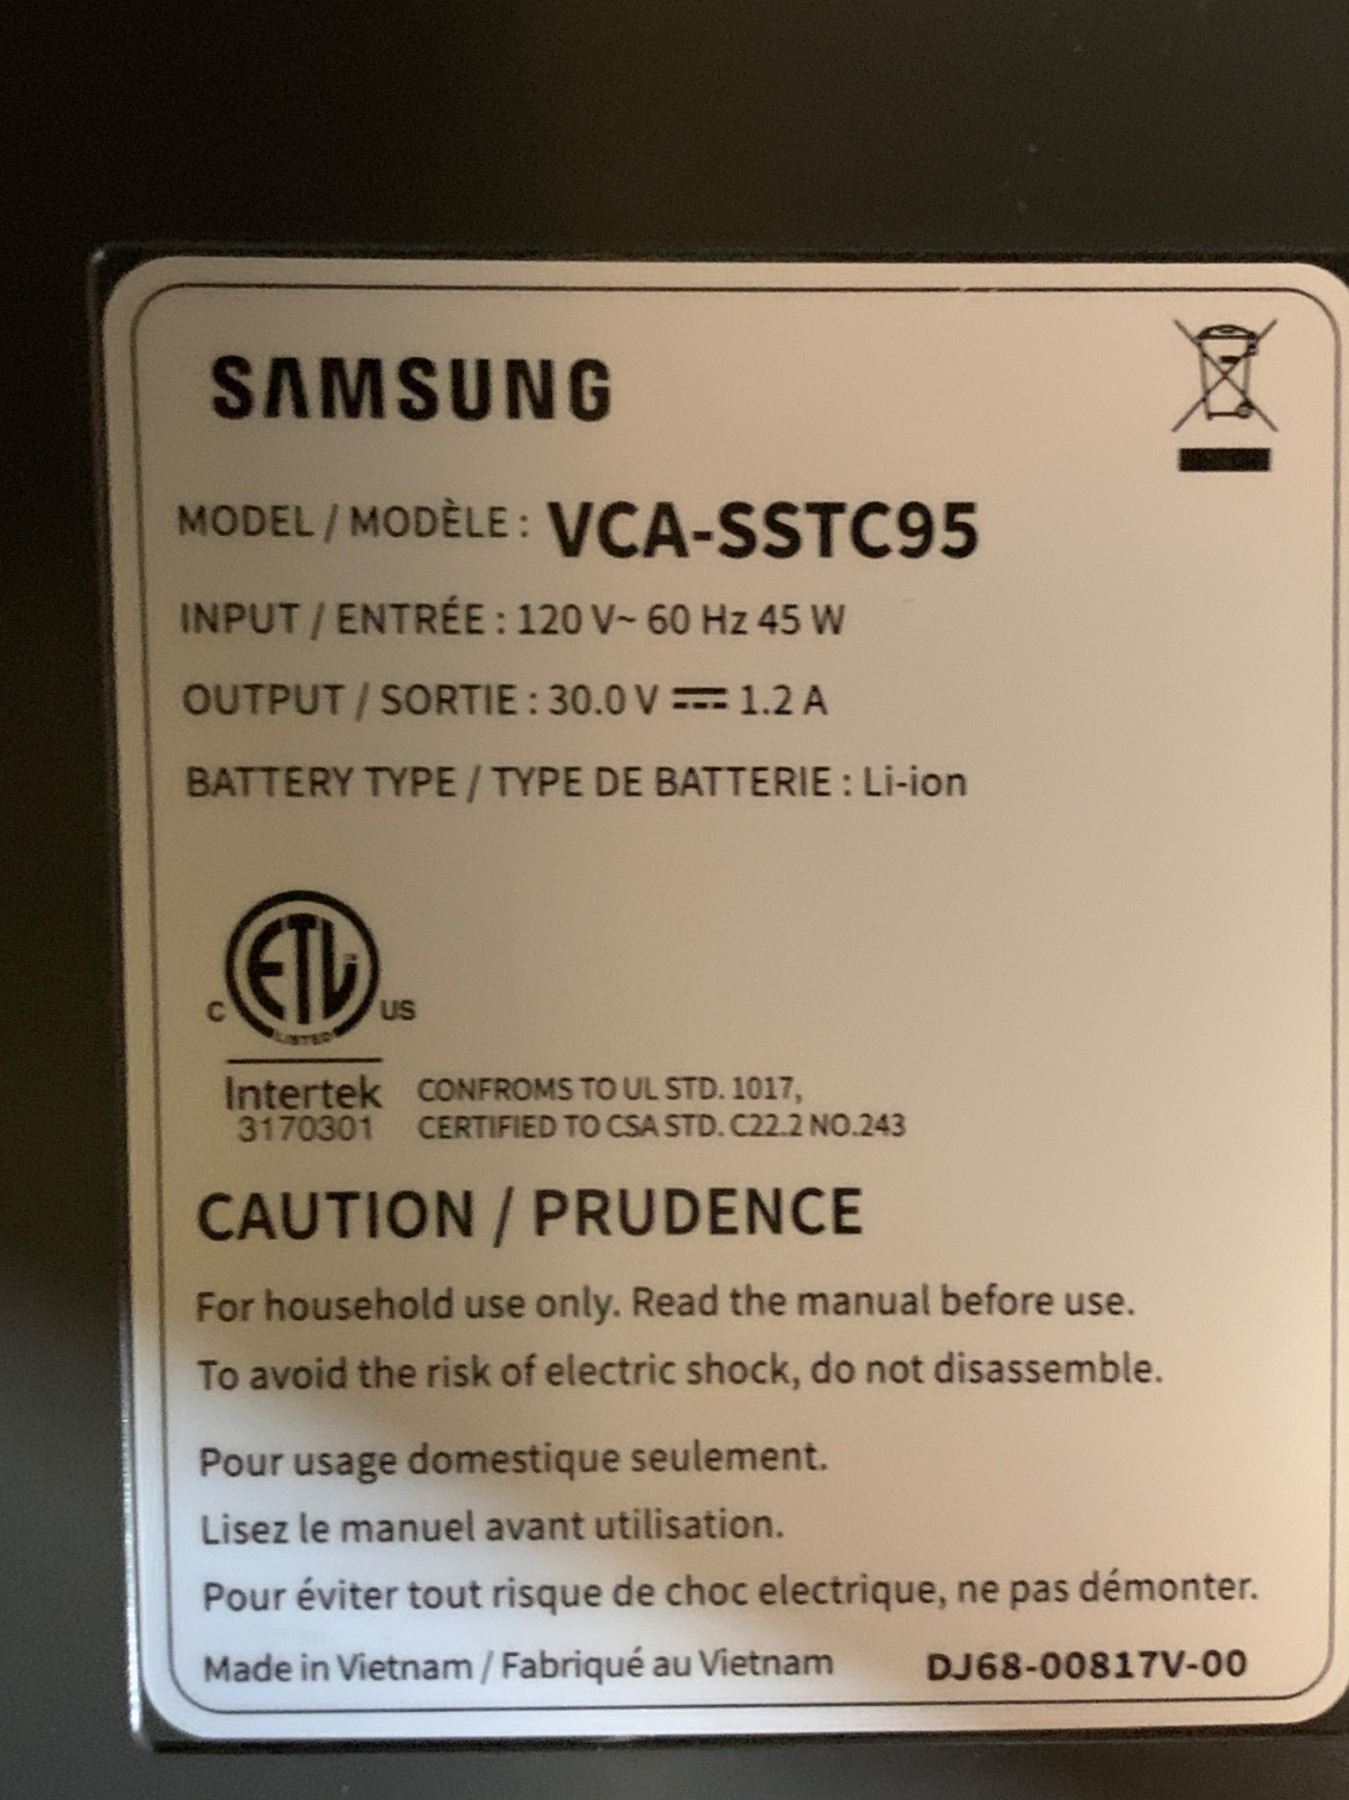 SAMSUNG
MODEL / MODÈLE : VCA-SSTC95
INPUT / ENTRÉE : 120 V~ 60 Hz 45 W
OUTPUT / SORTIE : 30.0 V ⎓ 1.2 A
BATTERY TYPE / TYPE DE BATTERIE : Li-ion
ETL
C US
LISTED
Intertek
3170301
CONFROMS TO UL STD. 1017,
CERTIFIED TO CSA STD. C22.2 NO.243
CAUTION / PRUDENCE
For household use only. Read the manual before use.
To avoid the risk of electric shock, do not disassemble.
Pour usage domestique seulement.
Lisez le manuel avant utilisation.
Pour éviter tout risque de choc electrique, ne pas démonter.
Made in Vietnam / Fabriqué au Vietnam DJ68-00817V-00